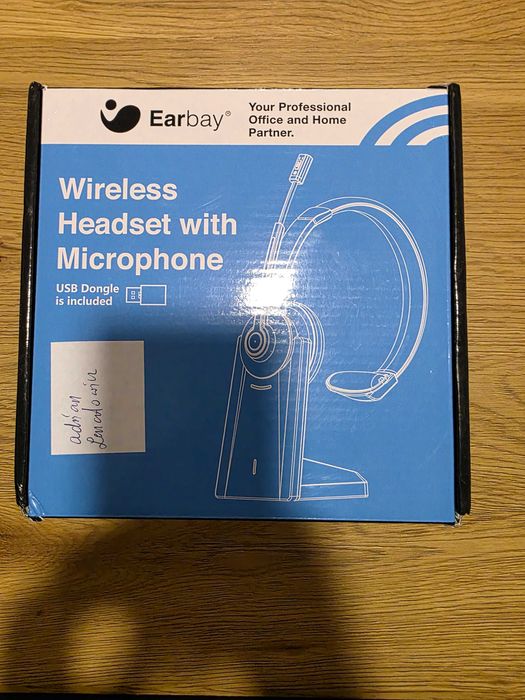 Earbay®
Your Professional
Office and Home
Partner.
Wireless
Headset with
Microphone
USB Dongle
is included
adrian